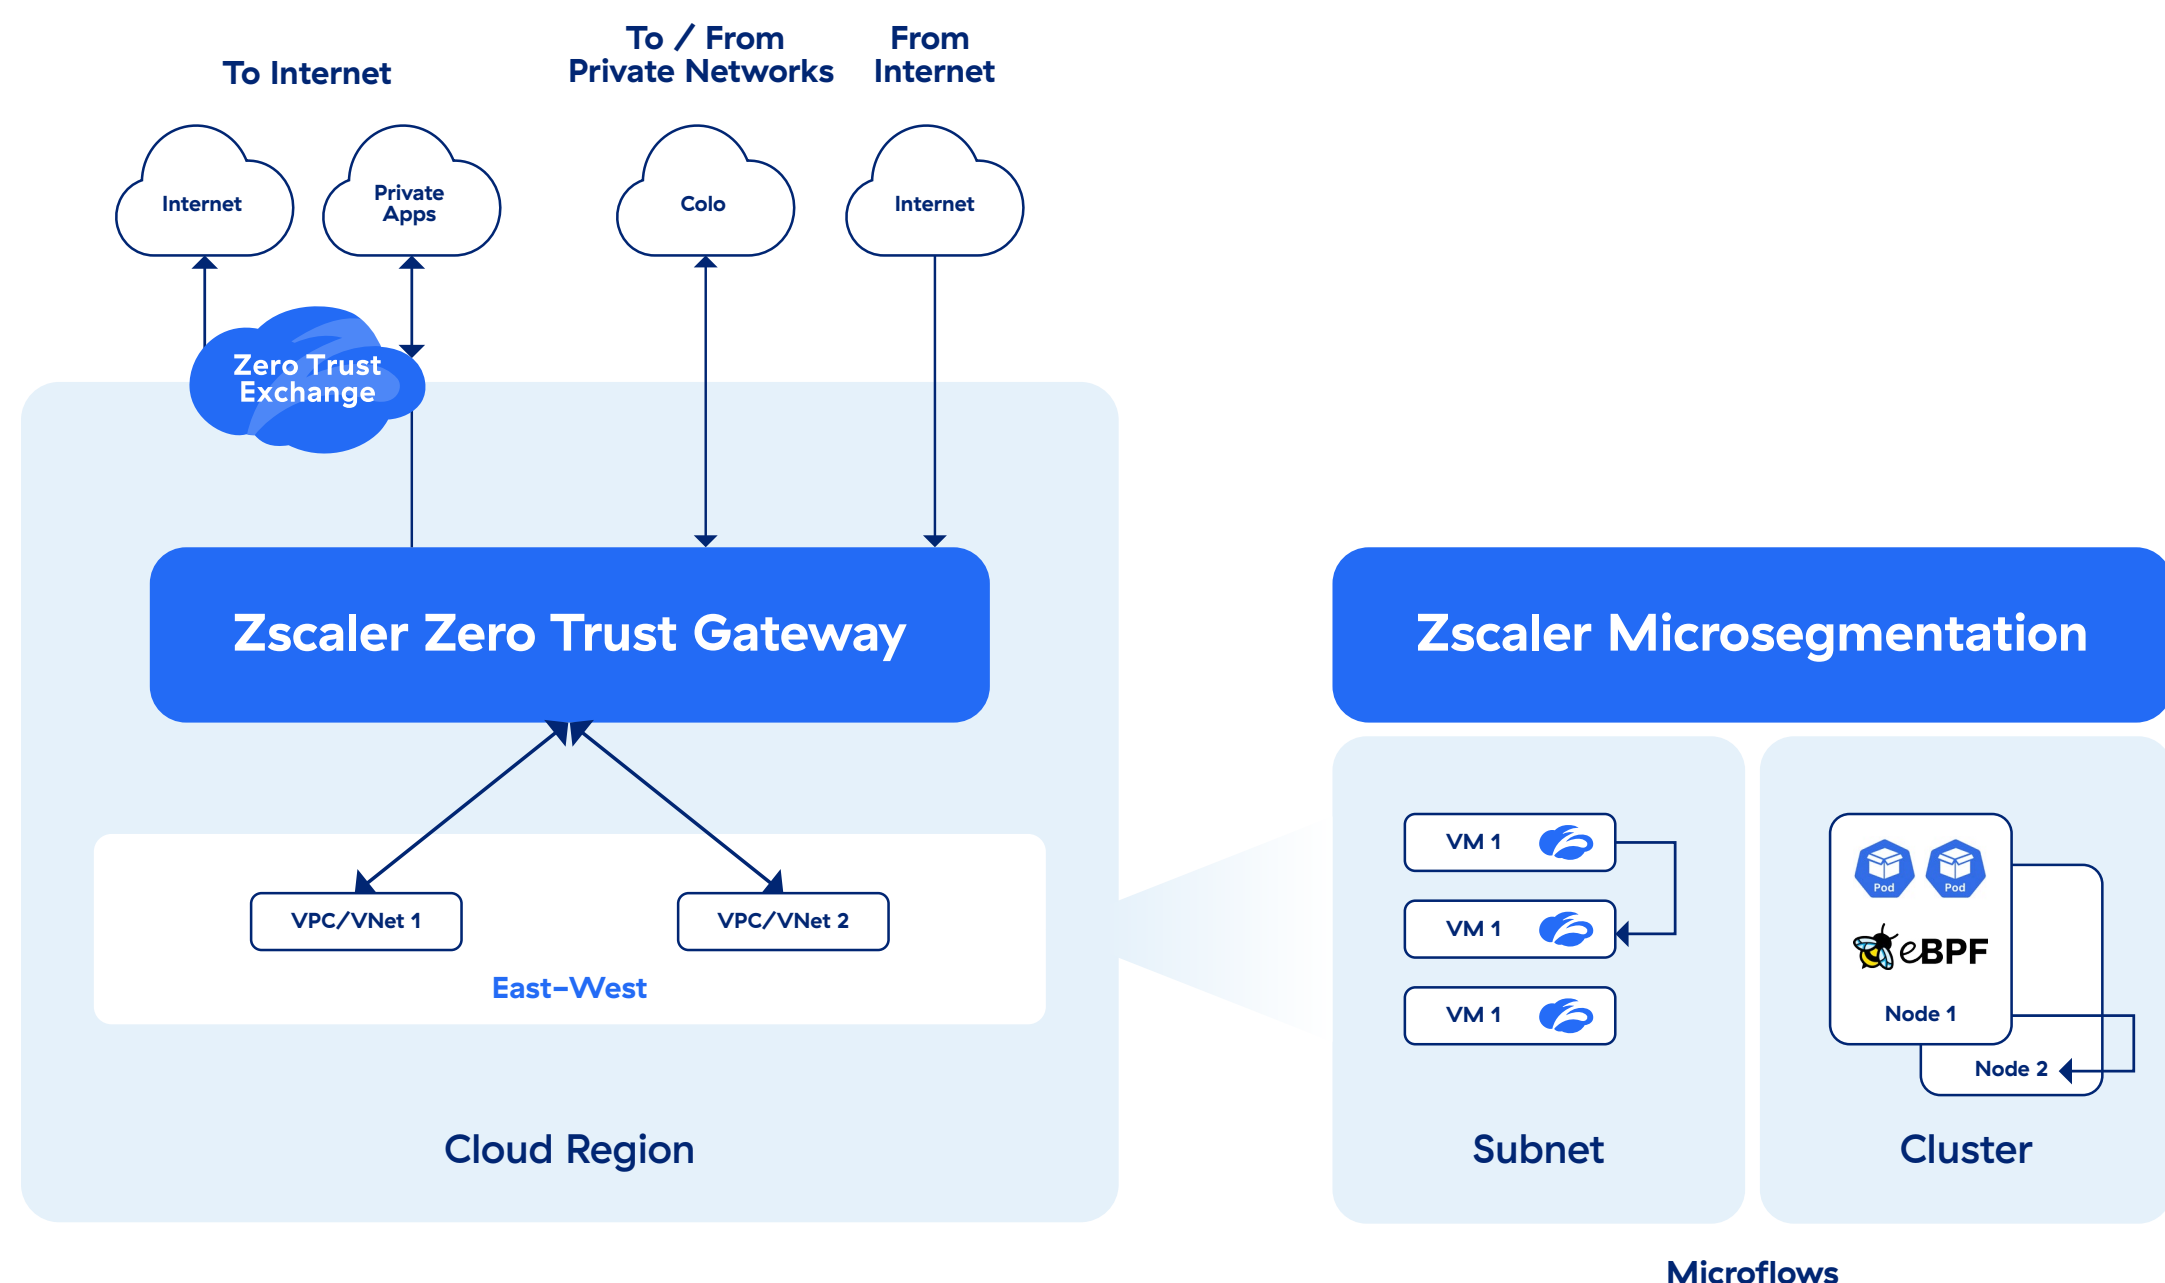 To Internet
To / From
Private Networks
From
Internet
Internet
Private
Apps
Colo
Internet
Zero Trust
Exchange
Zscaler Zero Trust Gateway
VPC/VNet 1
VPC/VNet 2
East-West
Cloud Region
Zscaler Microsegmentation
VM 1
VM 1
VM 1
Subnet
Pod
Pod
eBPF
Node 1
Node 2
Cluster
Microflows